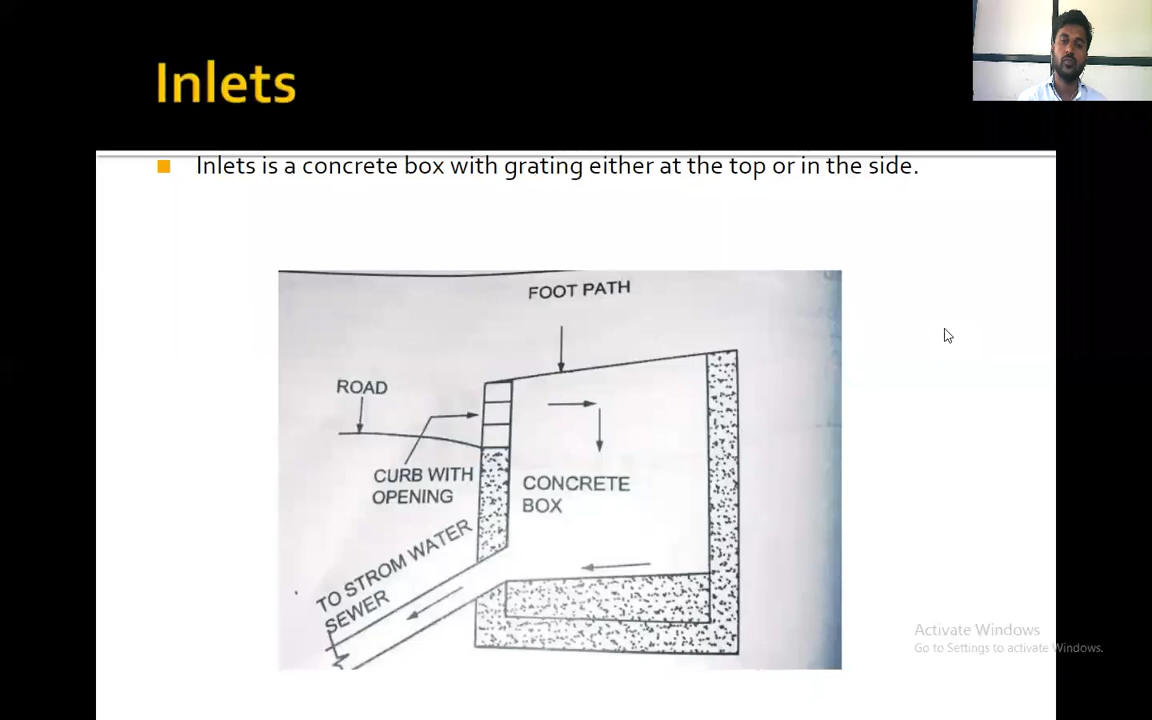 Inlets
Inlets is a concrete box with grating either at the top or in the side.
FOOT PATH
ROAD
CURB WITH
OPENING
CONCRETE
BOX
TO STROM WATER
SEWER
Activate Windows
Go to Settings to activate Windows.